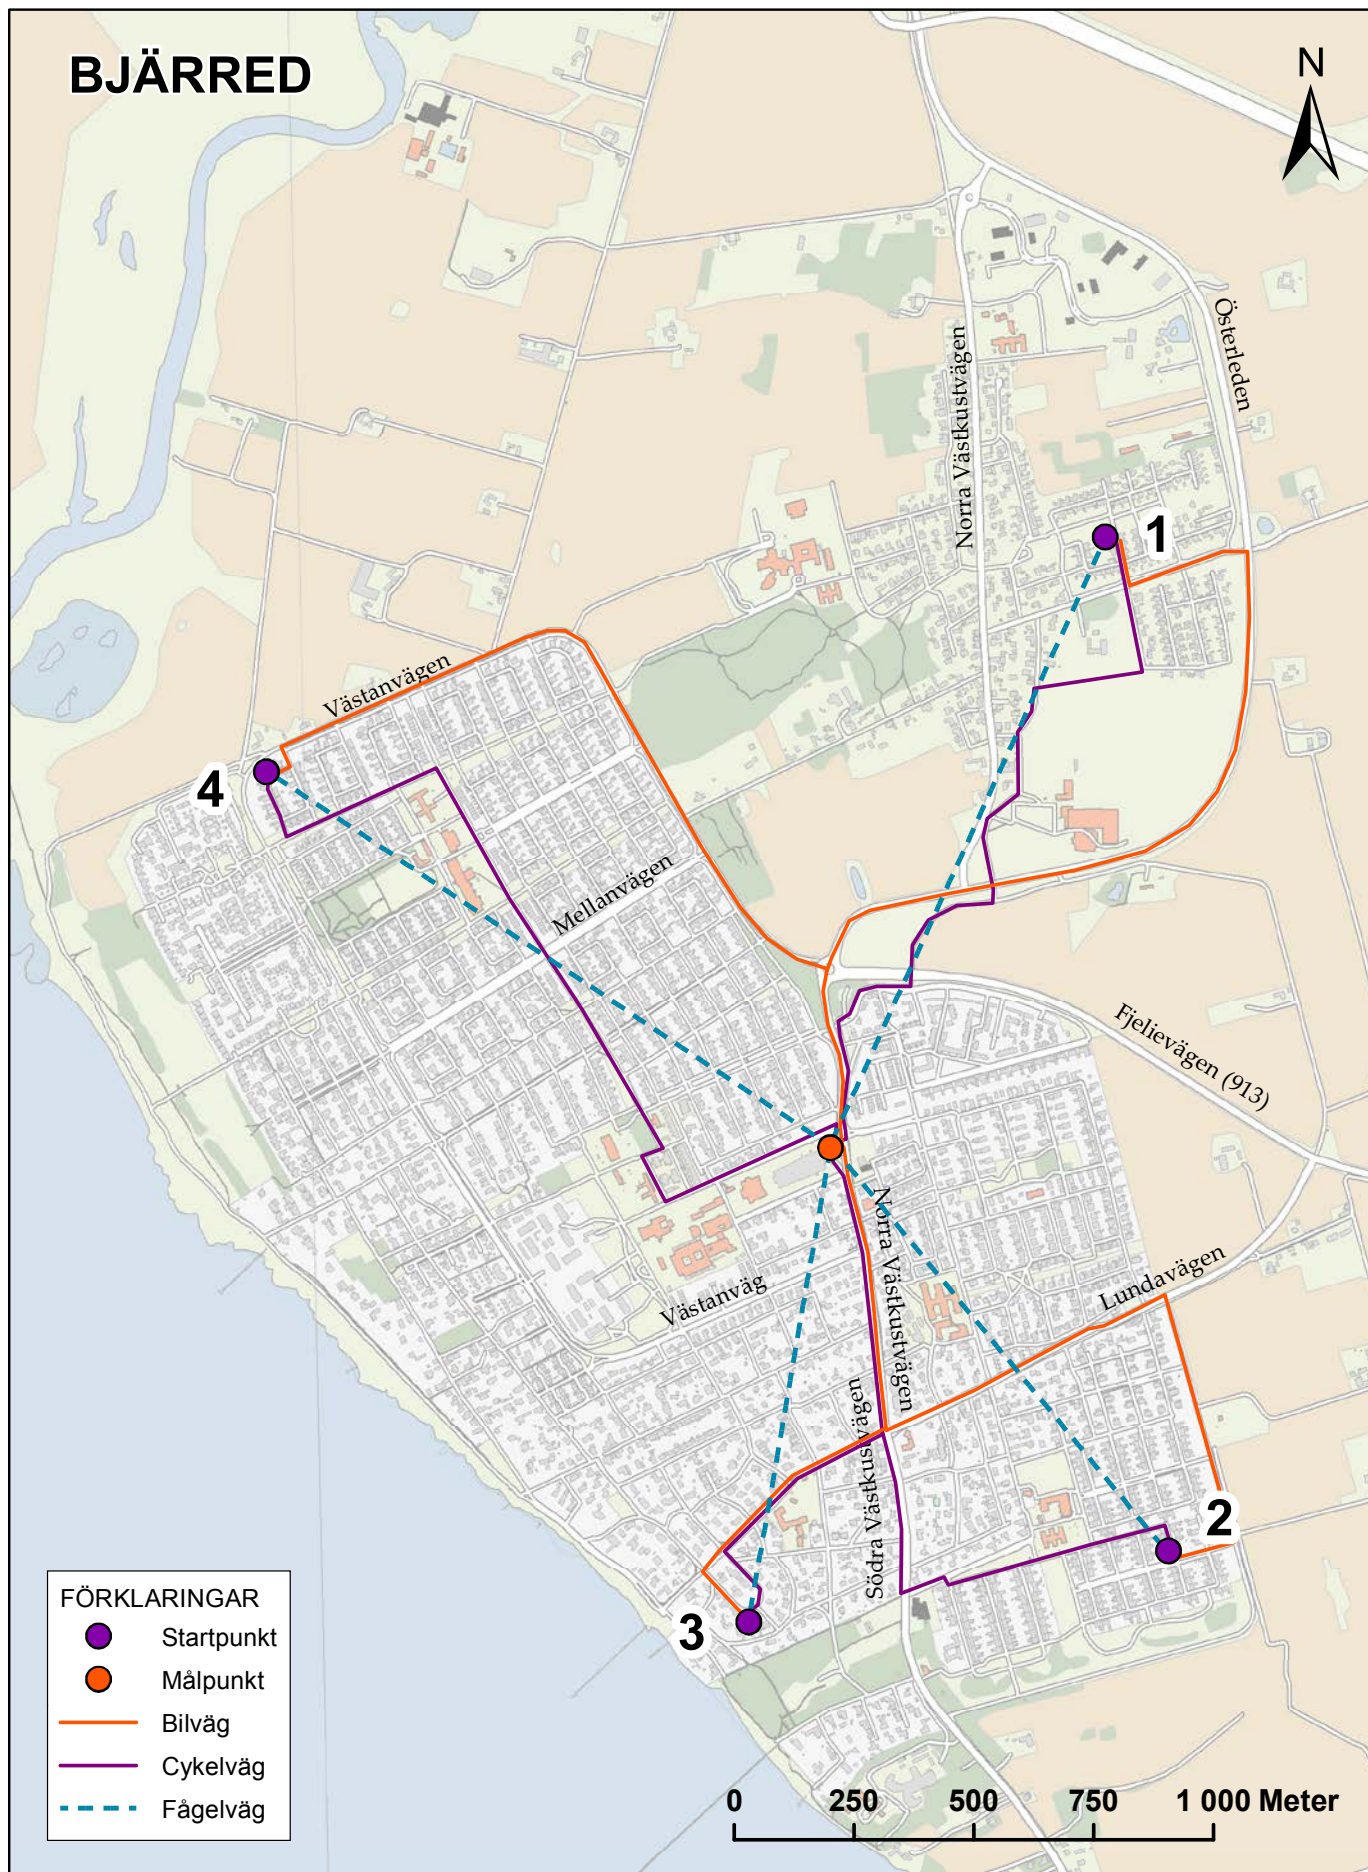 BJÄRRED
N
Österleden
Norra Västkustvägen
1
Västanvägen
4
Mellanvägen
Fjelievägen (913)
Norra Västkustvägen
Lundavägen
Västanväg
Södra Västkustvägen
2
3
FÖRKLARINGAR
Startpunkt
Målpunkt
Bilväg
Cykelväg
Fågelväg
0 250 500 750 1 000 Meter